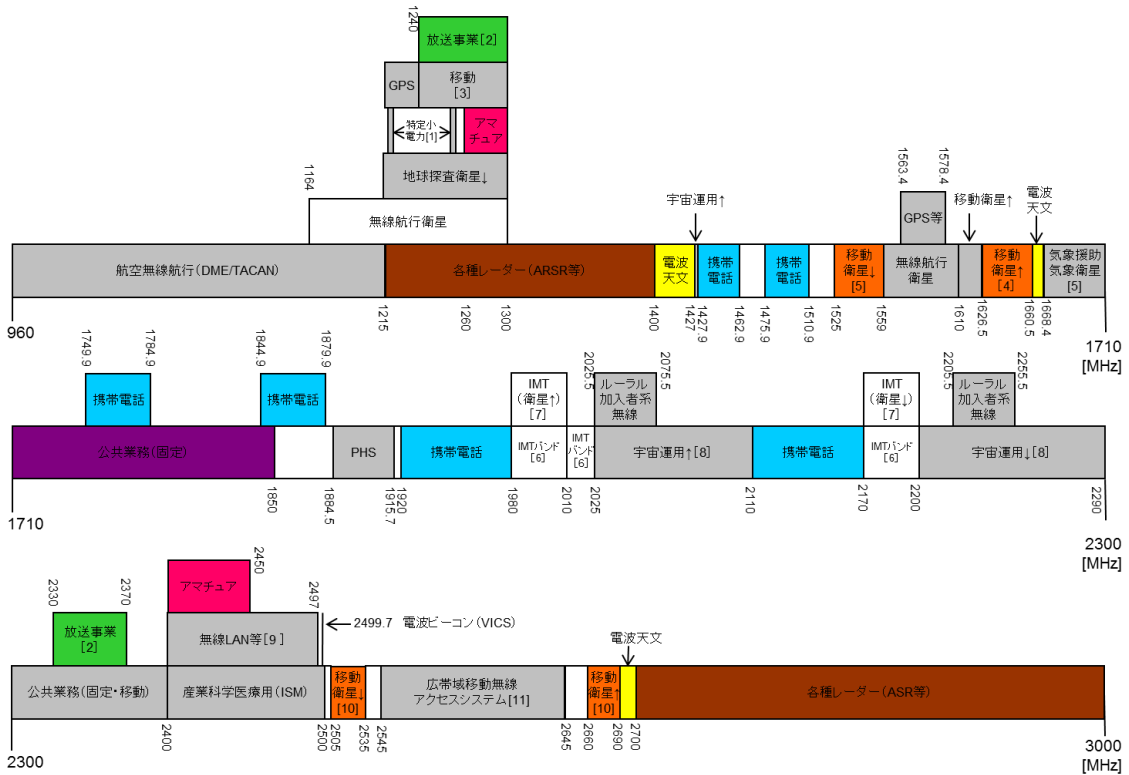 1240
放送事業[2]
GPS
移動
[3]
特定小
電力[1]
アマ
チュア
地球探査衛星↓
1164
無線航行衛星
1563.4
1578.4
宇宙運用↑
移動衛星↑
電波
天文
GPS等
航空無線航行(DME/TACAN)
各種レーダー(ARSR等)
電波
天文
携帯
電話
携帯
電話
移動
衛星↓
[5]
無線航行
衛星
移動
衛星↑
[4]
気象援助
気象衛星
[5]
960
1215
1260
1300
1400
1427
1427.9
1462.9
1475.9
1510.9
1525
1559
1610
1626.5
1660.5
1668.4
1710
[MHz]
1749.9
1784.9
1844.9
1879.9
2025.5
2075.5
2205.5
2255.5
携帯電話
携帯電話
IMT
(衛星↑)
[7]
ルーラル
加入者系
無線
IMT
(衛星↓)
[7]
ルーラル
加入者系
無線
公共業務(固定)
PHS
携帯電話
IMTバンド
[6]
IMT
バンド
[6]
宇宙運用↑[8]
携帯電話
IMTバンド
[6]
宇宙運用↓[8]
1710
1850
1884.5
1915.7
1920
1980
2010
2025
2110
2170
2200
2290
2300
[MHz]
2330
2370
アマチュア
2450
2497
放送事業
[2]
無線LAN等[9]
2499.7 電波ビーコン(VICS)
電波天文
公共業務(固定・移動)
産業科学医療用(ISM)
移動
衛星↓
[10]
広帯域移動無線
アクセスシステム[11]
移動
衛星↑
[10]
各種レーダー(ASR等)
2300
2400
2500
2505
2535
2545
2645
2660
2690
2700
3000
[MHz]